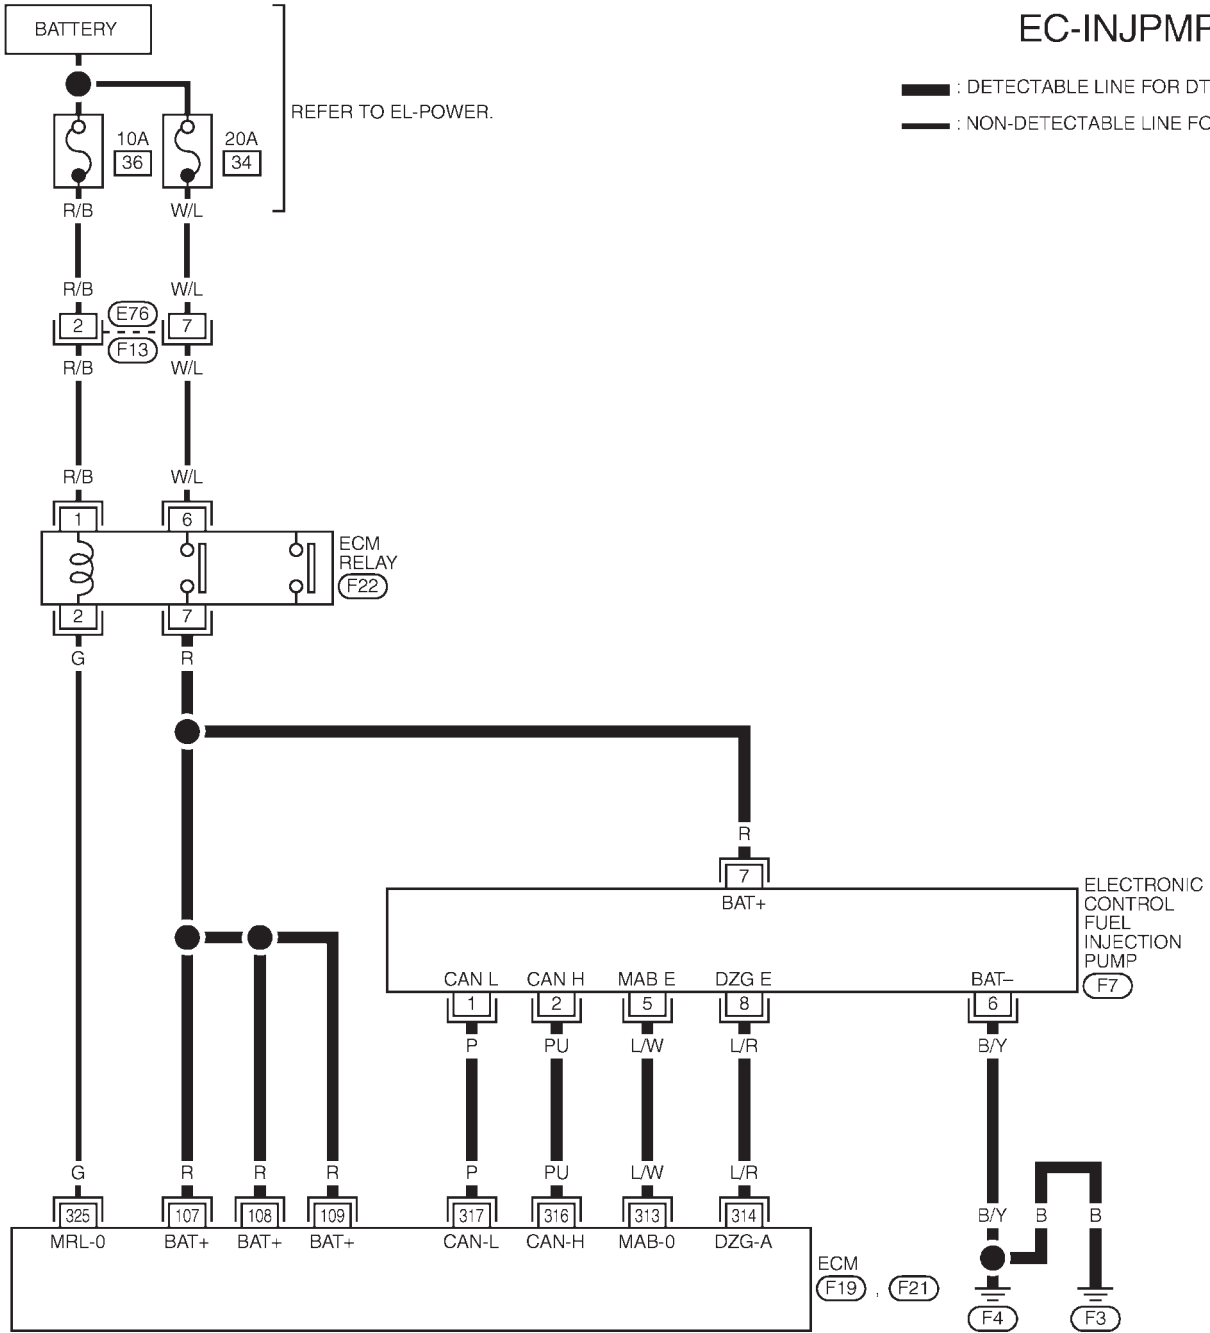 BATTERY
EC-INJPMP
: DETECTABLE LINE FOR DT
REFER TO EL-POWER.
: NON-DETECTABLE LINE FO
10A
36
20A
34
R/B
W/L
R/B
W/L
E76
2
7
F13
R/B
W/L
R/B
W/L
1
6
ECM
RELAY
F22
2
7
G
R
R
7
BAT+
ELECTRONIC
CONTROL
FUEL
INJECTION
PUMP
F7
CAN L
CAN H
MAB E
DZG E
BAT–
1
2
5
8
6
P
PU
L/W
L/R
B/Y
G
R
R
R
P
PU
L/W
L/R
325
107
108
109
317
316
313
314
B/Y
B
B
MRL-0
BAT+
BAT+
BAT+
CAN-L
CAN-H
MAB-0
DZG-A
ECM
F19 , F21
F4
F3